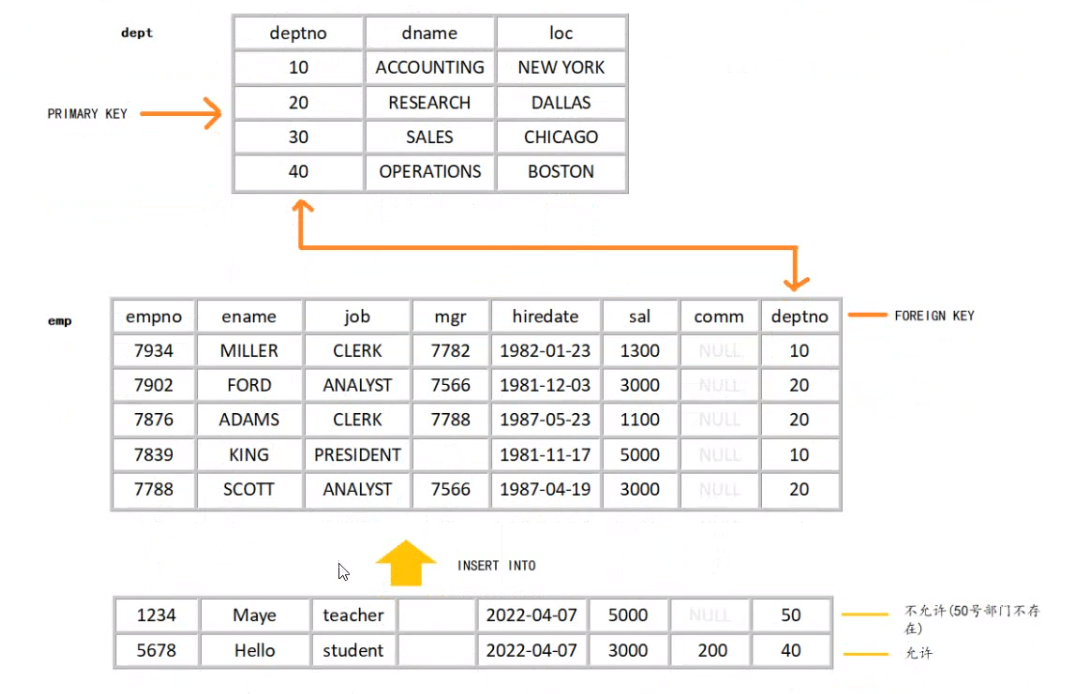 dept
deptno dname loc
10 ACCOUNTING NEW YORK
20 RESEARCH DALLAS
PRIMARY KEY
30 SALES CHICAGO
40 OPERATIONS BOSTON
emp
empno ename job mgr hiredate sal comm deptno
FOREIGN KEY
7934 MILLER CLERK 7782 1982-01-23 1300 NULL 10
7902 FORD ANALYST 7566 1981-12-03 3000 NULL 20
7876 ADAMS CLERK 7788 1987-05-23 1100 NULL 20
7839 KING PRESIDENT 1981-11-17 5000 NULL 10
7788 SCOTT ANALYST 7566 1987-04-19 3000 NULL 20
INSERT INTO
1234 Maye teacher 2022-04-07 5000 NULL 50
不允许(50号部门不存
在)
5678 Hello student 2022-04-07 3000 200 40
允许